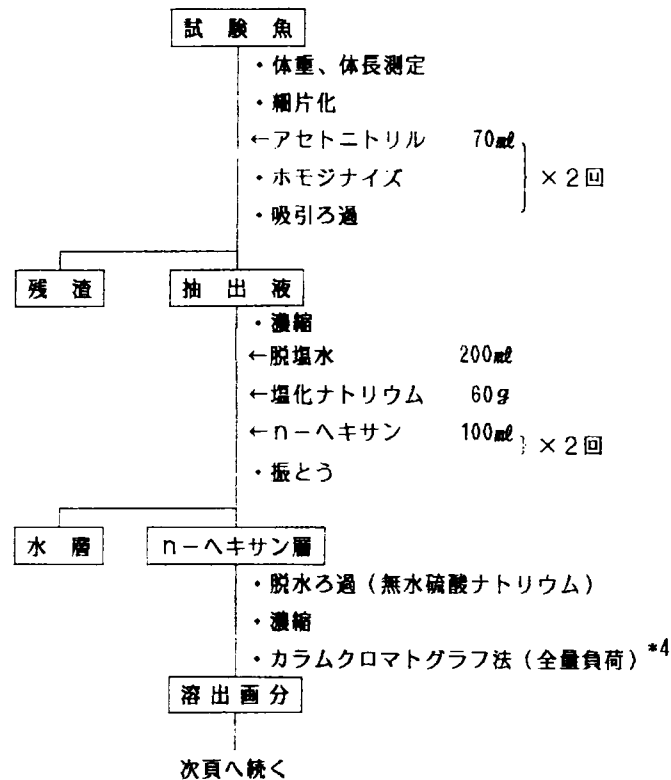 試験魚
・体重、体長測定
・細片化
←アセトニトリル 70ml
・ホモジナイズ
×2回
・吸引ろ過
残渣 抽出液
・濃縮
←脱塩水 200ml
←塩化ナトリウム 60g
←n-ヘキサン 100ml
×2回
・振とう
水層 n-ヘキサン層
・脱水ろ過(無水硫酸ナトリウム)
・濃縮
・カラムクロマトグラフ法(全量負荷)*4
溶出画分
次頁へ続く